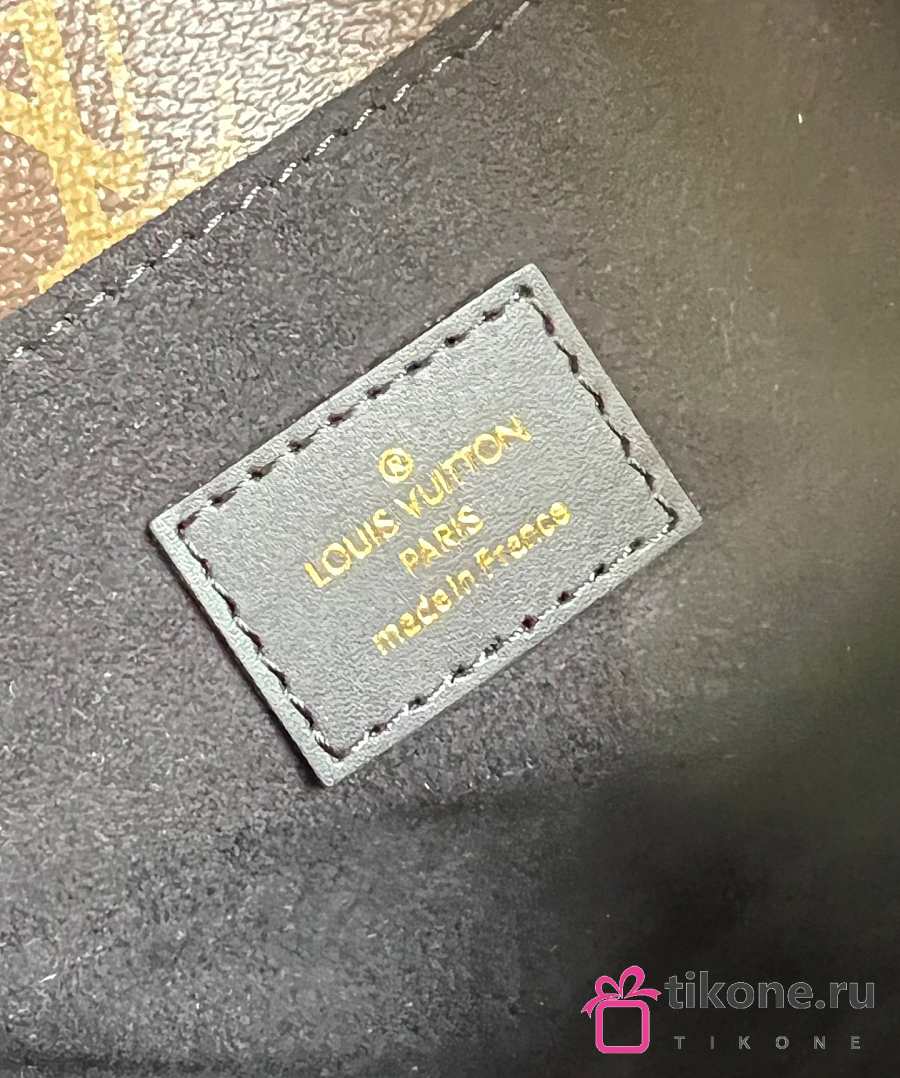 ®
LOUIS VUITTON
PARIS
made in France
tikone.ru
TIKONE